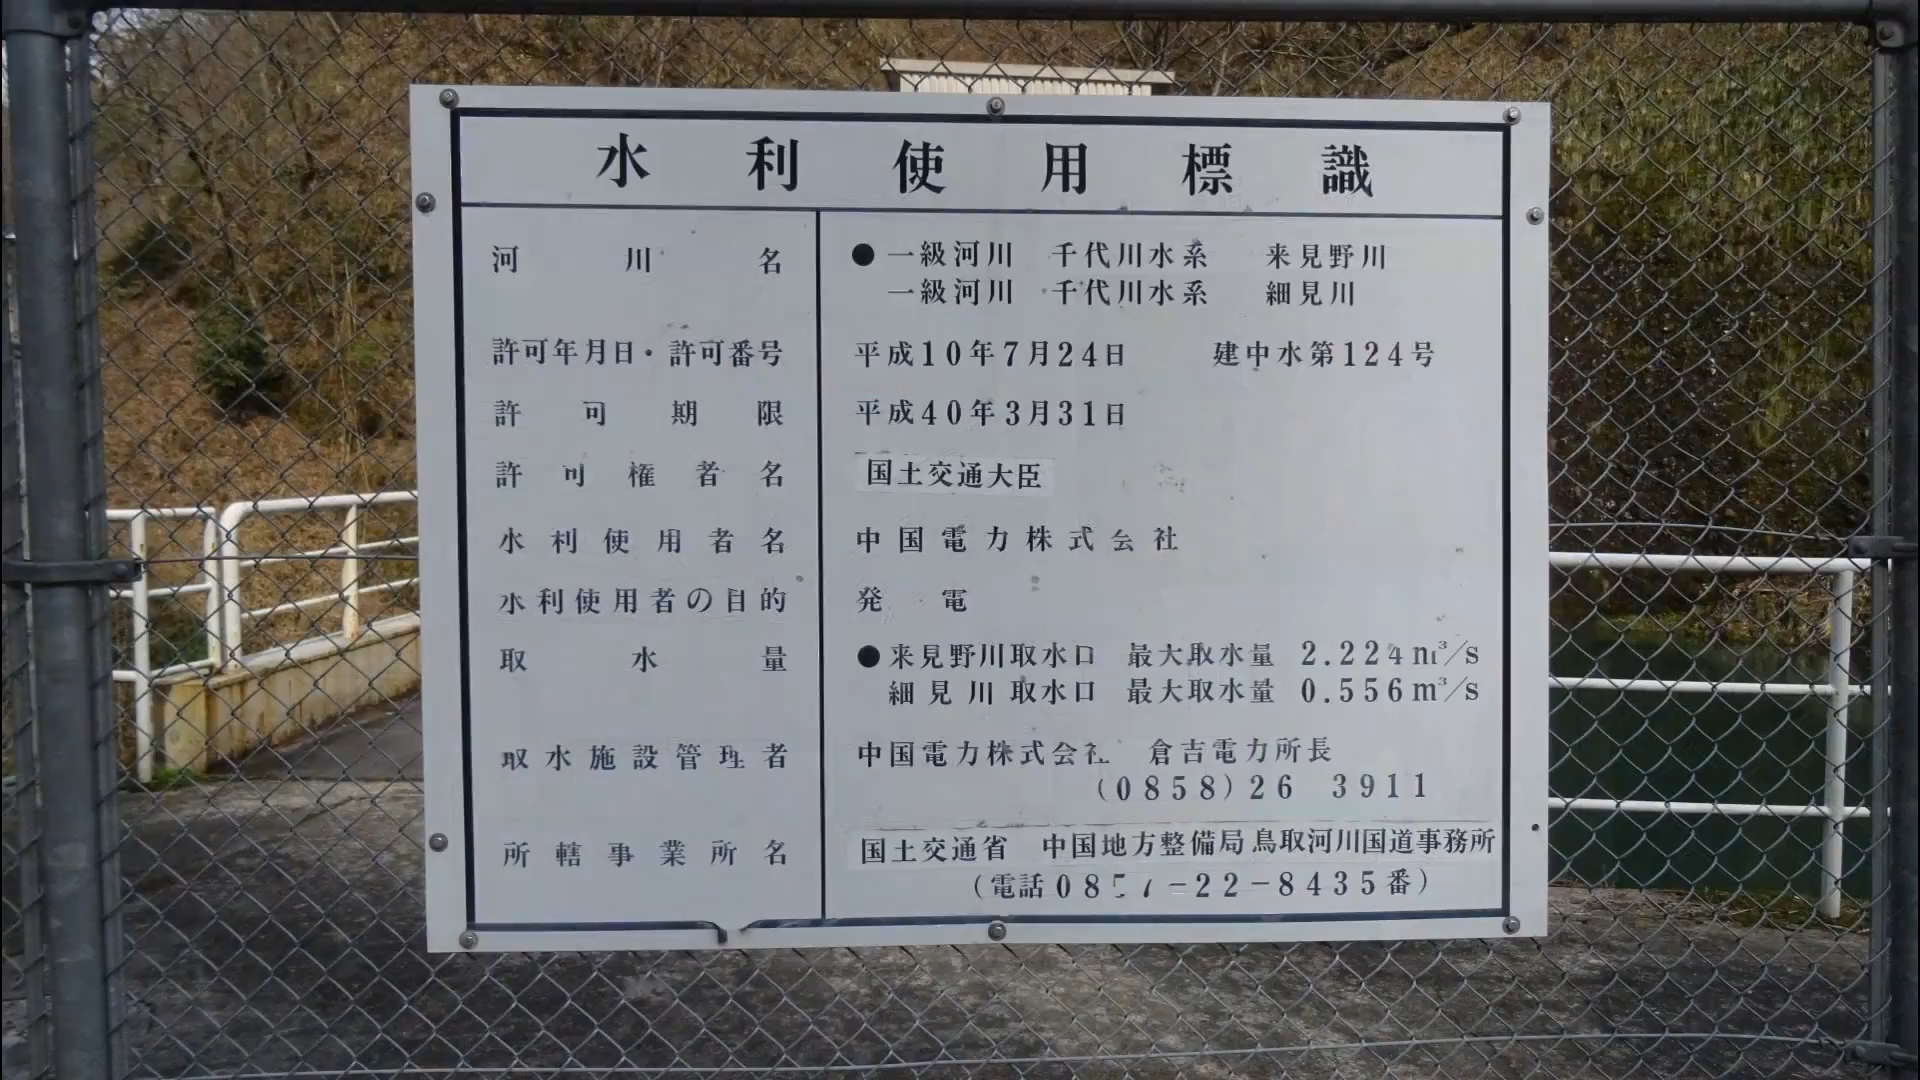 水利使用標識
河川名 ●一級河川 千代川水系 来見野川
一級河川 千代川水系 細見川
許可年月日・許可番号 平成10年7月24日 建中水第124号
許可期限 平成40年3月31日
許可権者名 国土交通大臣
水利使用者名 中国電力株式会社
水利使用者の目的 発電
取水量 ●来見野川取水口 最大取水量 2.224m³/s
細見川取水口 最大取水量 0.556m³/s
取水施設管理者 中国電力株式会社 倉吉電力所長
(0858)26 3911
所轄事業所名 国土交通省 中国地方整備局鳥取河川国道事務所
(電話0857-22-8435番)